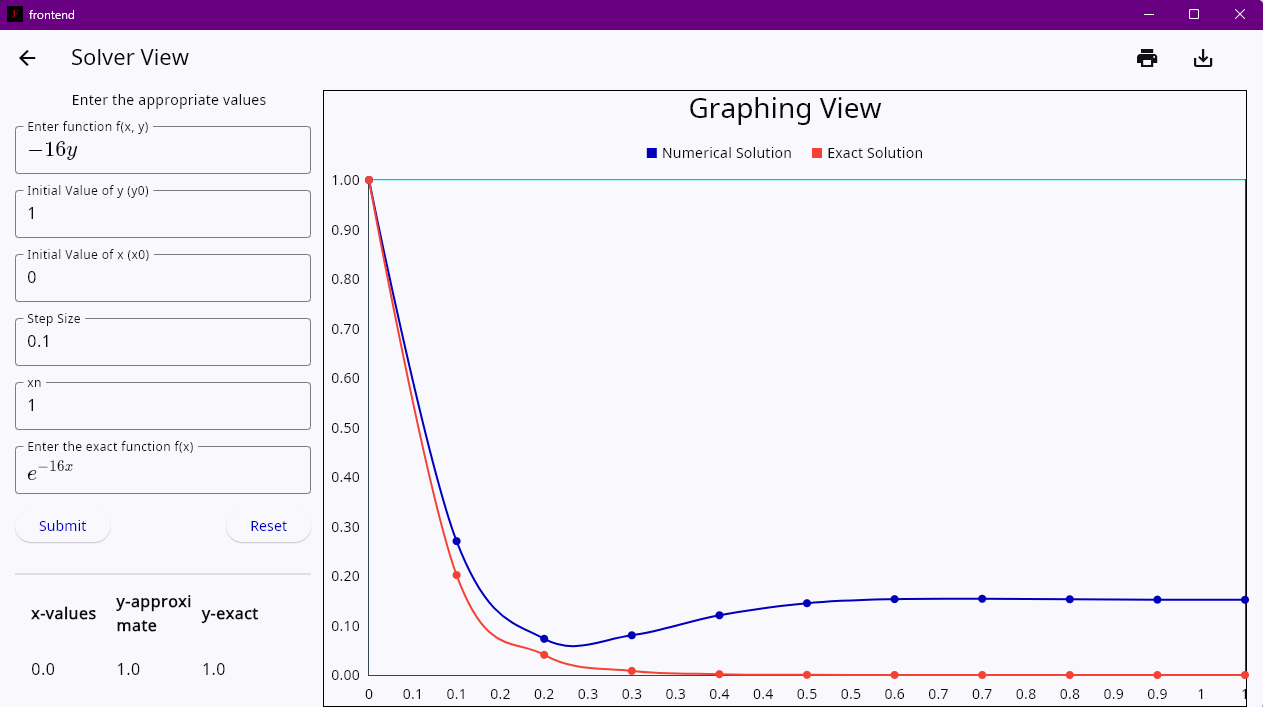 frontend
Solver View
Enter the appropriate values
Enter function f(x, y)
−16y
Initial Value of y (y0)
1
Initial Value of x (x0)
0
Step Size
0.1
xn
1
Enter the exact function f(x)
e^{−16x}
Submit Reset
x-values y-approxi
mate y-exact
0.0 1.0 1.0
Graphing View
Numerical Solution Exact Solution
1.00
0.90
0.80
0.70
0.60
0.50
0.40
0.30
0.20
0.10
0.00
0 0.1 0.1 0.2 0.2 0.3 0.3 0.3 0.4 0.4 0.5 0.5 0.6 0.7 0.7 0.8 0.8 0.9 0.9 1 1